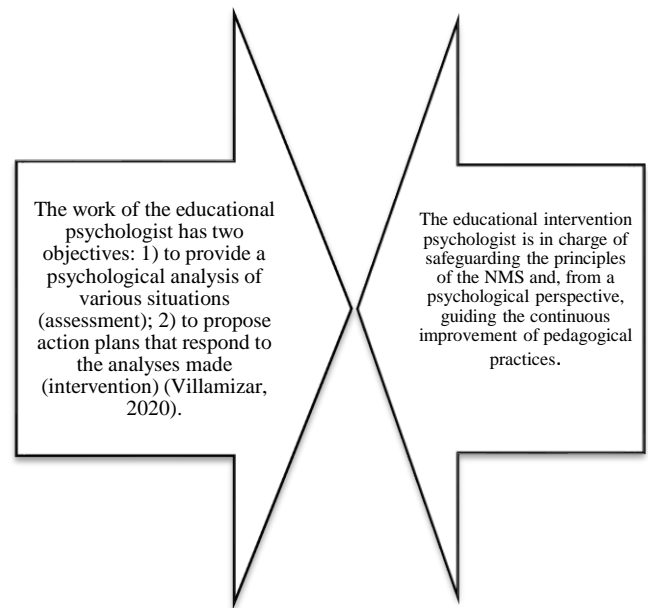 The work of the educational
psychologist has two
objectives: 1) to provide a
psychological analysis of
various situations
(assessment); 2) to propose
action plans that respond to
the analyses made
(intervention) (Villamizar,
2020).
The educational intervention
psychologist is in charge of
safeguarding the principles
of the NMS and, from a
psychological perspective,
guiding the continuous
improvement of pedagogical
practices.